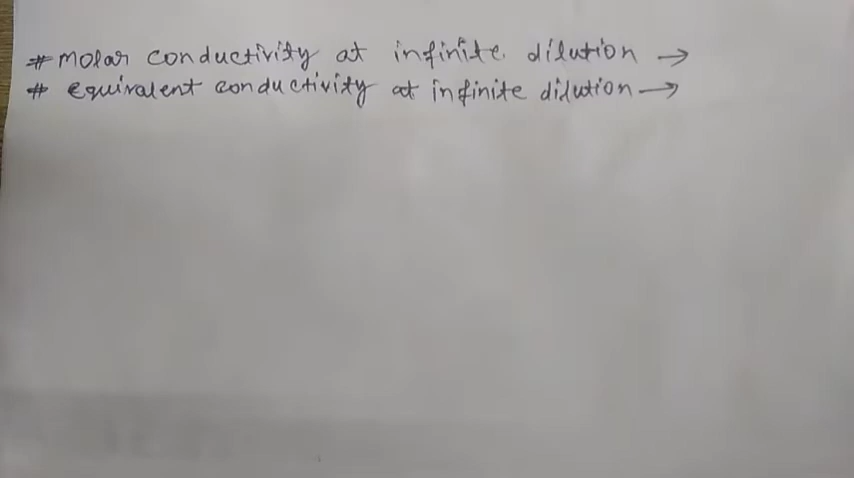 # Molar conductivity at infinite dilution →
# equivalent conductivity at infinite dilution →